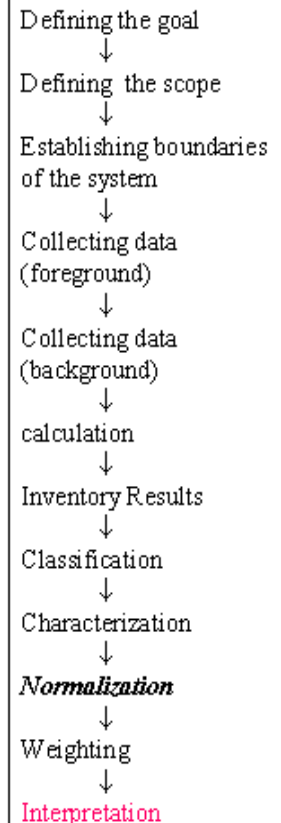 Defining the goal
↓
Defining the scope
↓
Establishing boundaries
of the system
↓
Collecting data
(foreground)
↓
Collecting data
(background)
↓
calculation
↓
Inventory Results
↓
Classification
↓
Characterization
↓
Normalization
↓
Weighting
↓
Interpretation